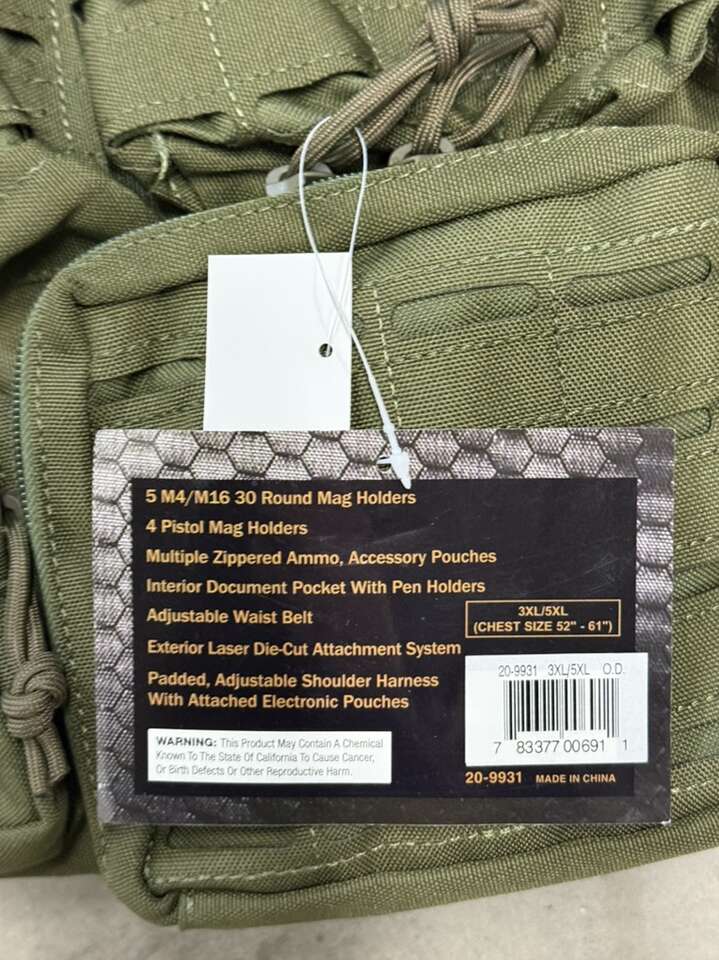 5 M4/M16 30 Round Mag Holders
4 Pistol Mag Holders
Multiple Zippered Ammo, Accessory Pouches
Interior Document Pocket With Pen Holders
Adjustable Waist Belt
3XL/5XL
(CHEST SIZE 52" - 61")
Exterior Laser Die-Cut Attachment System
Padded, Adjustable Shoulder Harness
With Attached Electronic Pouches
20-9931 3XL/5XL O.D.
7 83377 00691 1
WARNING: This Product May Contain A Chemical
Known To The State Of California To Cause Cancer,
Or Birth Defects Or Other Reproductive Harm.
20-9931 MADE IN CHINA